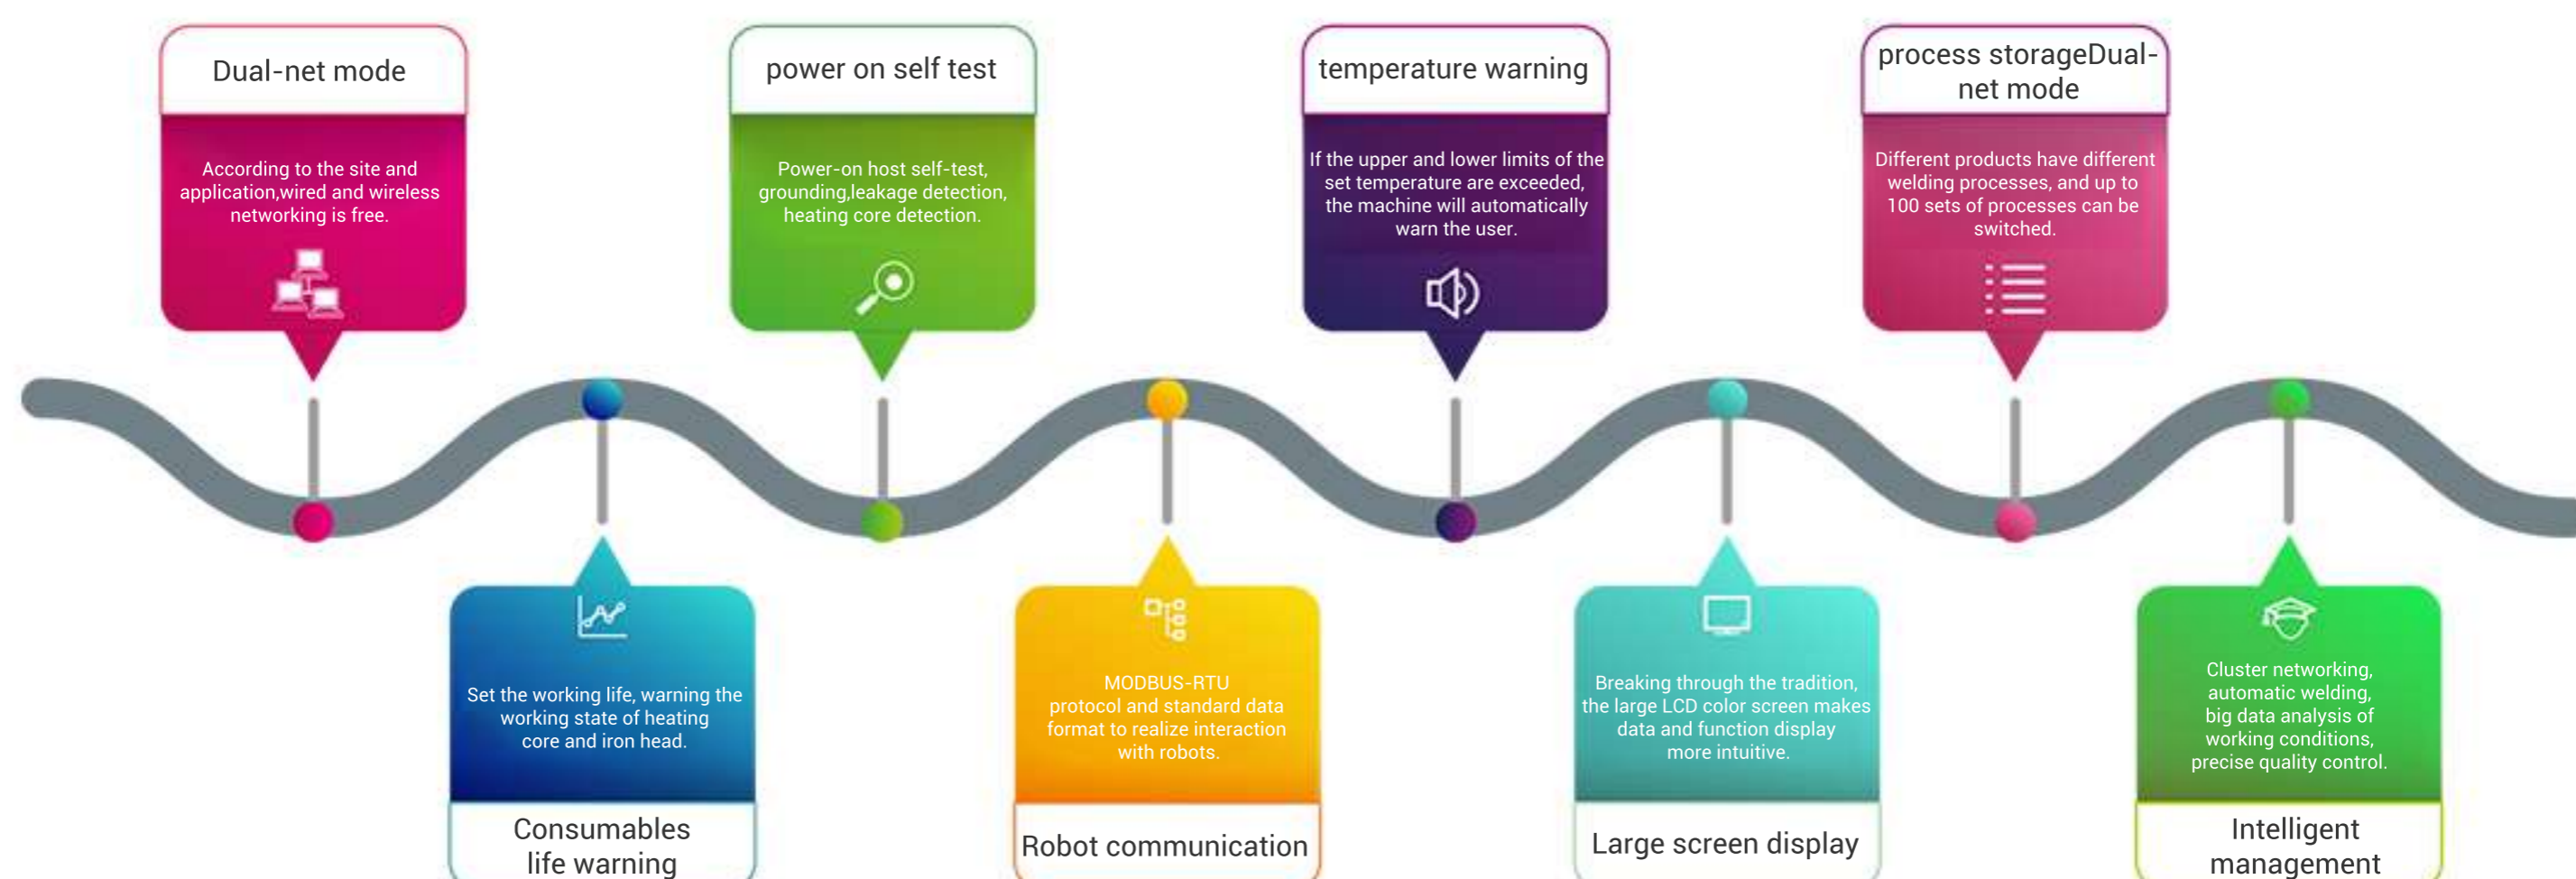 Dual-net mode
According to the site and
application,wired and wireless
networking is free.
power on self test
Power-on host self-test,
grounding,leakage detection,
heating core detection.
temperature warning
If the upper and lower limits of the
set temperature are exceeded,
the machine will automatically
warn the user.
process storageDual-
net mode
Different products have different
welding processes, and up to
100 sets of processes can be
switched.
Set the working life, warning the
working state of heating
core and iron head.
Consumables
life warning
MODBUS-RTU
protocol and standard data
format to realize interaction
with robots.
Robot communication
Breaking through the tradition,
the large LCD color screen makes
data and function display
more intuitive.
Large screen display
Cluster networking,
automatic welding,
big data analysis of
working conditions,
precise quality control.
Intelligent
management